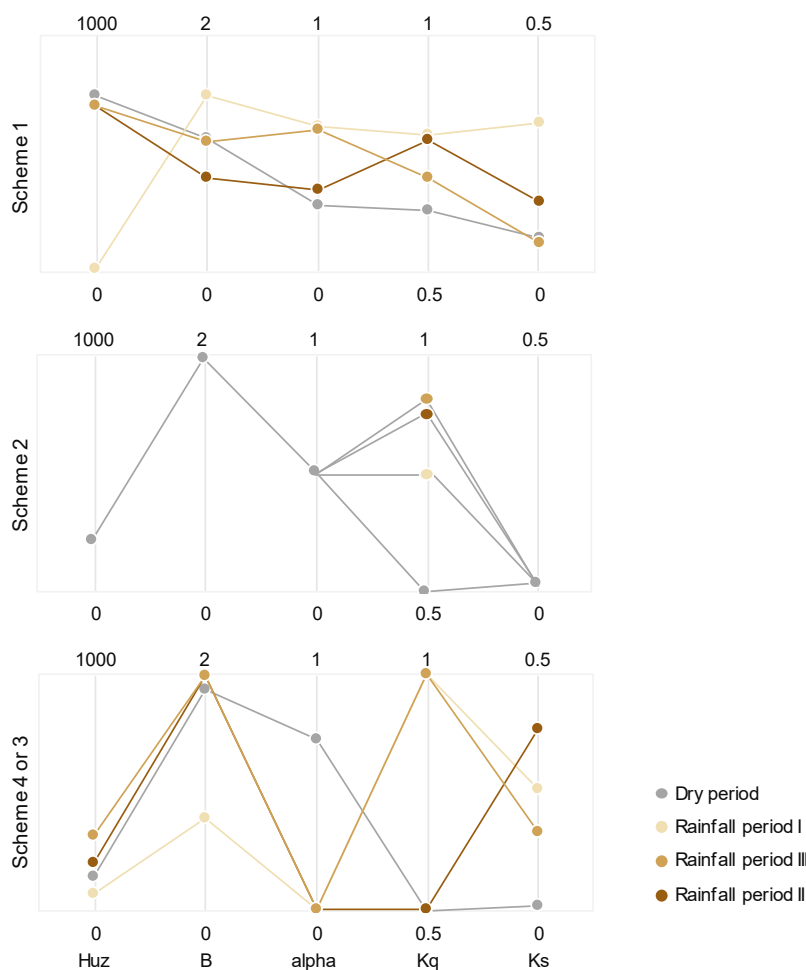 1000 2 1 1 0.5
Scheme 1
0 0 0 0.5 0
1000 2 1 1 0.5
Scheme 2
0 0 0 0.5 0
1000 2 1 1 0.5
Scheme 4 or 3
0 0 0 0.5 0
Huz B alpha Kq Ks
Dry period
Rainfall period I
Rainfall period III
Rainfall period II